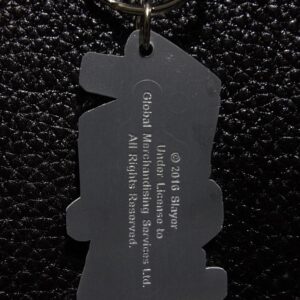 © 2016 Slayer
Under License to
Global Merchandising Services Ltd.
All Rights Reserved.